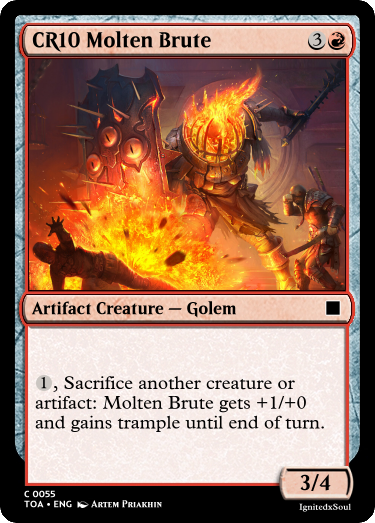 CR10 Molten Brute 3
Artifact Creature — Golem
1, Sacrifice another creature or
artifact: Molten Brute gets +1/+0
and gains trample until end of turn.
3/4
C 0055
TOA • ENG Artem Priakhin
IgnitedxSoul